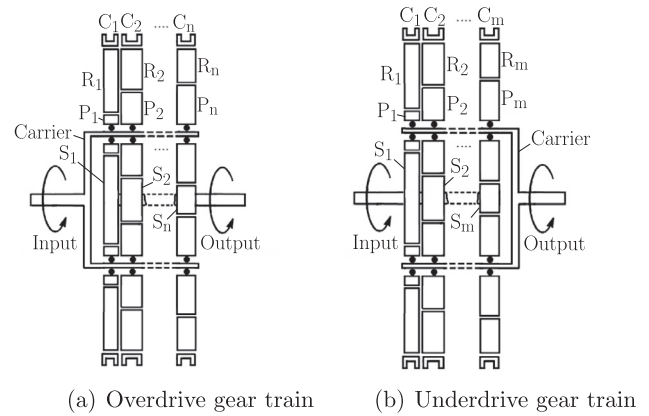 C₁ C₂ .... Cₙ
R₁ R₂ Rₙ
P₁ P₂ Pₙ
Carrier
....
S₁
S₂
Sₙ
Input Output
(a) Overdrive gear train
C₁ C₂ .... Cₘ
R₁ R₂ Rₘ
P₁ P₂ Pₘ
Carrier
....
S₁
S₂
Sₘ
Input Output
(b) Underdrive gear train